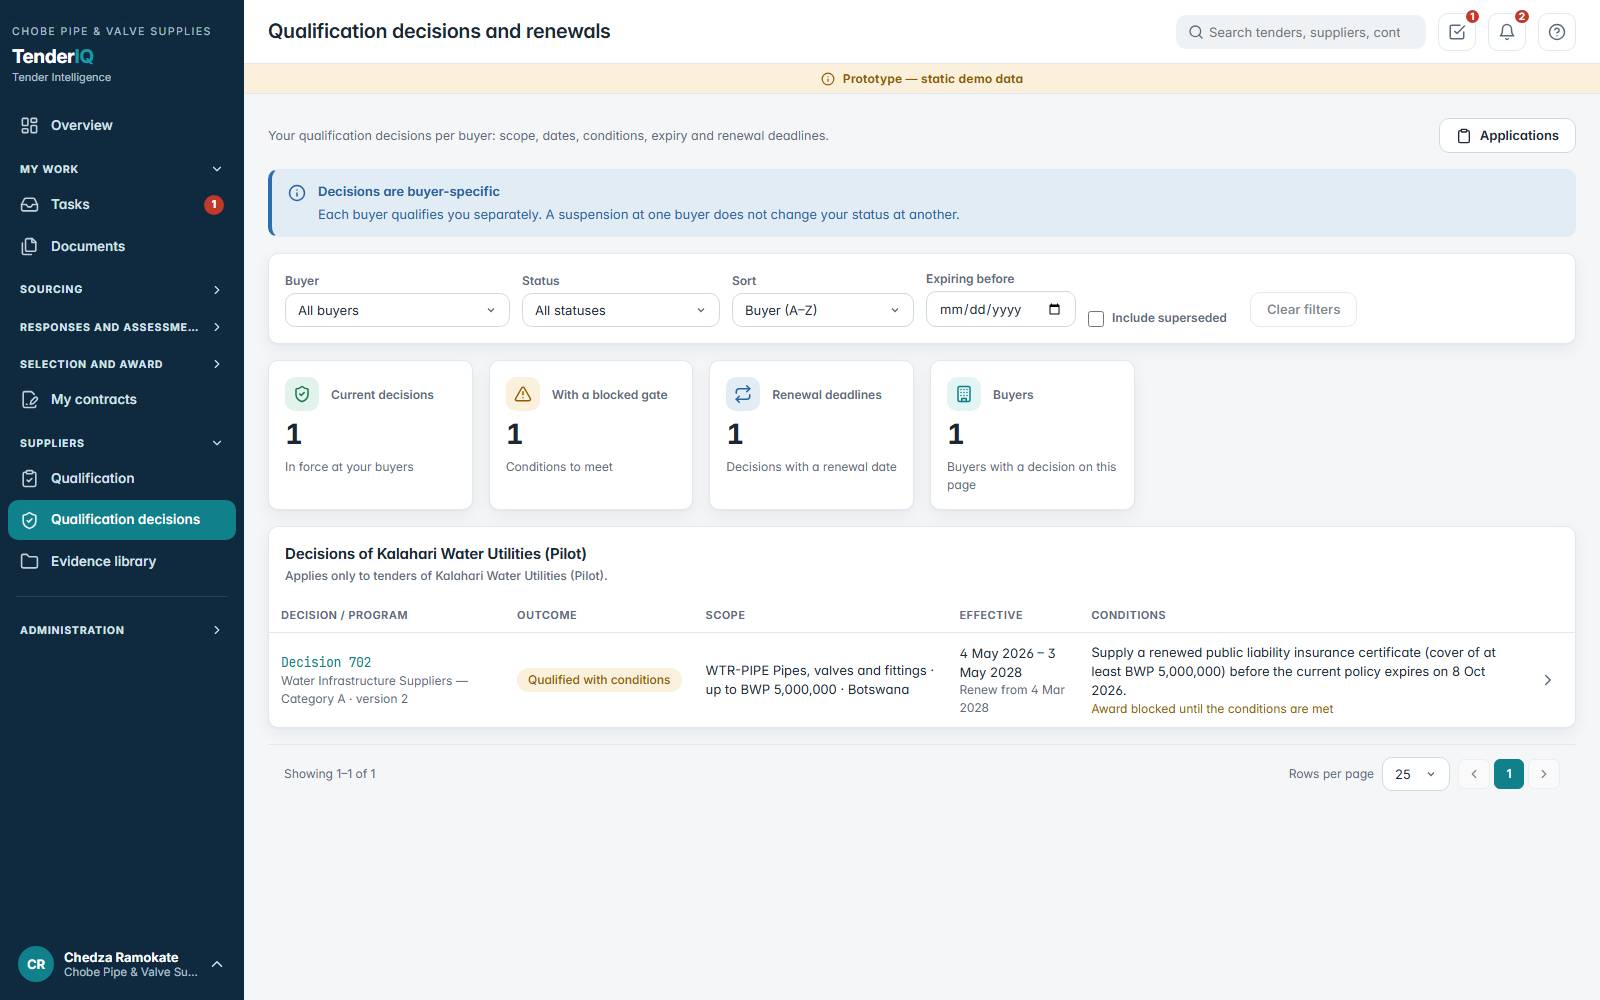 CHOBE PIPE & VALVE SUPPLIES
TenderIQ
Tender Intelligence
Overview
MY WORK
Tasks
1
Documents
SOURCING
RESPONSES AND ASSESSME...
SELECTION AND AWARD
My contracts
SUPPLIERS
Qualification
Qualification decisions
Evidence library
ADMINISTRATION
CR
Chedza Ramokate
Chobe Pipe & Valve Su...
Qualification decisions and renewals
Search tenders, suppliers, cont
1
2
Prototype — static demo data
Your qualification decisions per buyer: scope, dates, conditions, expiry and renewal deadlines.
Applications
Decisions are buyer-specific
Each buyer qualifies you separately. A suspension at one buyer does not change your status at another.
Buyer
All buyers
Status
All statuses
Sort
Buyer (A–Z)
Expiring before
mm/dd/yyyy
Include superseded
Clear filters
Current decisions
1
In force at your buyers
With a blocked gate
1
Conditions to meet
Renewal deadlines
1
Decisions with a renewal date
Buyers
1
Buyers with a decision on this
page
Decisions of Kalahari Water Utilities (Pilot)
Applies only to tenders of Kalahari Water Utilities (Pilot).
DECISION / PROGRAM
OUTCOME
SCOPE
EFFECTIVE
CONDITIONS
Decision 702
Water Infrastructure Suppliers —
Category A · version 2
Qualified with conditions
WTR-PIPE Pipes, valves and fittings ·
up to BWP 5,000,000 · Botswana
4 May 2026 – 3
May 2028
Renew from 4 Mar
2028
Supply a renewed public liability insurance certificate (cover of at
least BWP 5,000,000) before the current policy expires on 8 Oct
2026.
Award blocked until the conditions are met
Showing 1–1 of 1
Rows per page
25
1